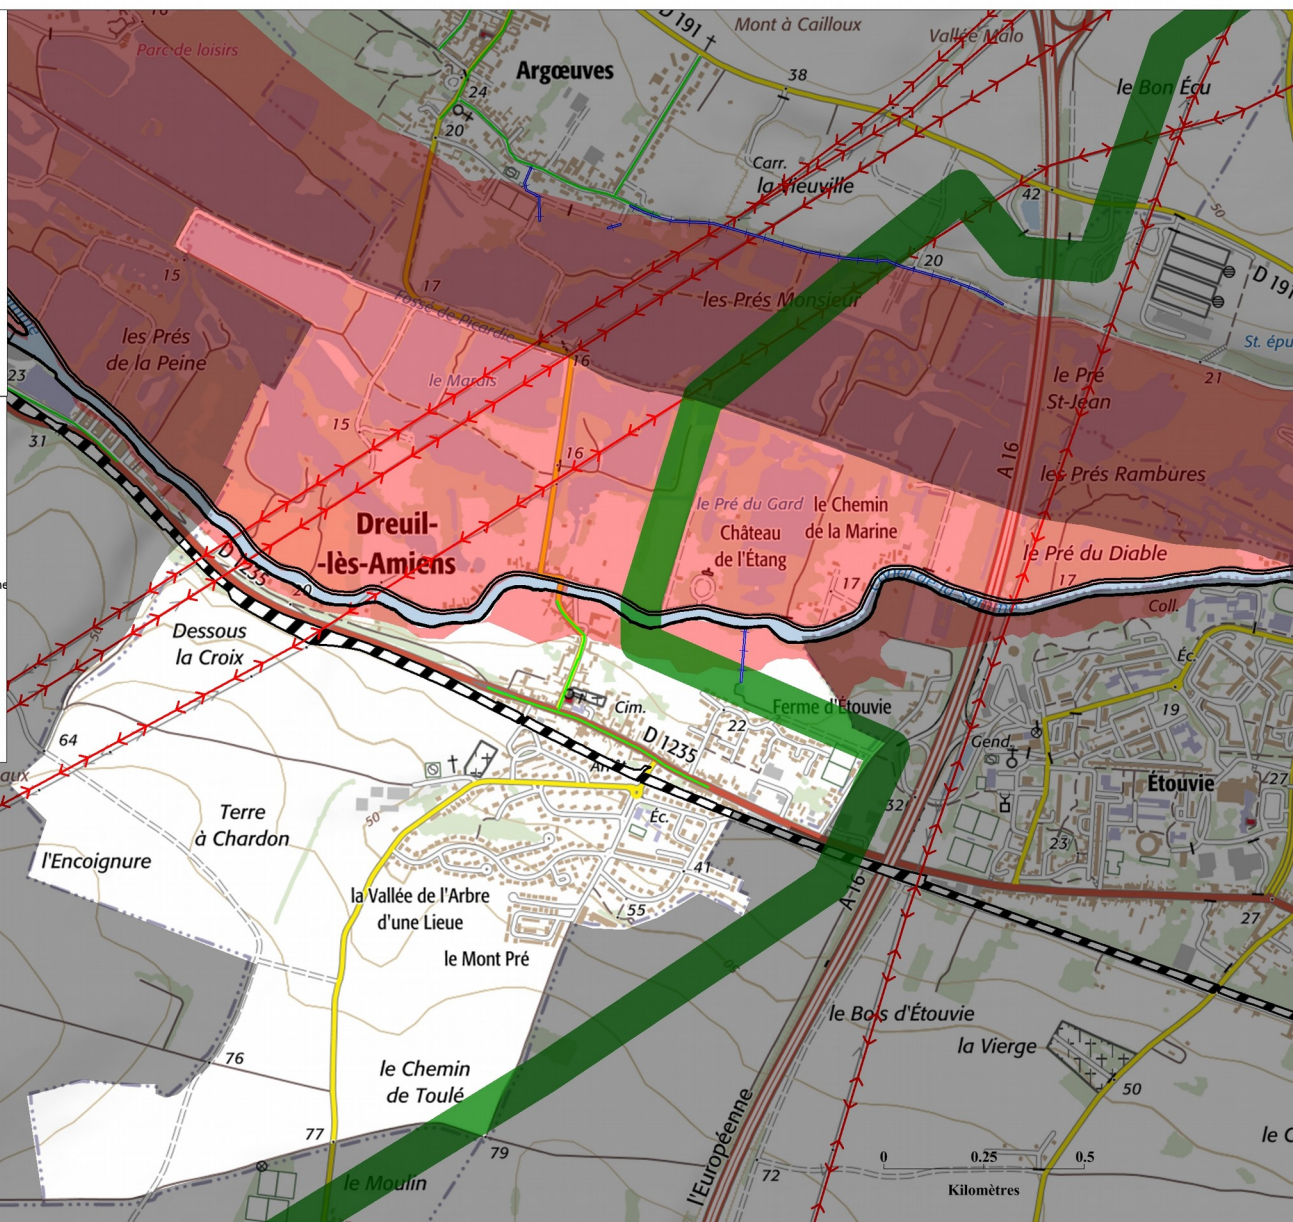 16
D 191
Mont à Cailloux
Vallée Malo
Parc de loisirs
Argœuves
38
24
le Bon Écu
20
Carr.
la Vieuville
42
50
20
D 191
15
17
les Prés Monsieur
Fossé de Picardie
les Prés
de la Peine
16
St. épu
21
23
le Marais
le Pré
St-Jean
15
31
16
A 16
les Prés Rambures
le Pré du Gard
le Chemin
de la Marine
Dreuil-
-lès-Amiens
Château
de l'Étang
D 1235
le Pré du Diable
17
17
20
Coll.
50
Dessous
la Croix
Éc.
Cim.
Ferme d'Étouvie
22
19
64
D 1235
Gend.
aux
Étouvie
27
32
Terre
à Chardon
50
Éc.
23
l'Encoignure
41
A 16
la Vallée de l'Arbre
d'une Lieue
55
27
le Mont Pré
le Bois d'Étouvie
la Vierge
76
le Chemin
de Toulé
50
77
79
l'Européenne
le C
0 0.25 0.5
72
le Moulin
Kilomètres